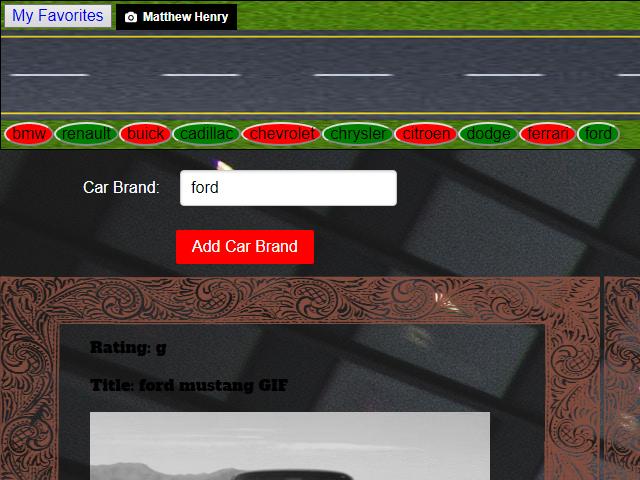 My Favorites Matthew Henry
bmw renault buick cadillac chevrolet chrysler citroen dodge ferrari ford
Car Brand: ford
Add Car Brand
Rating: g
Title: ford mustang GIF